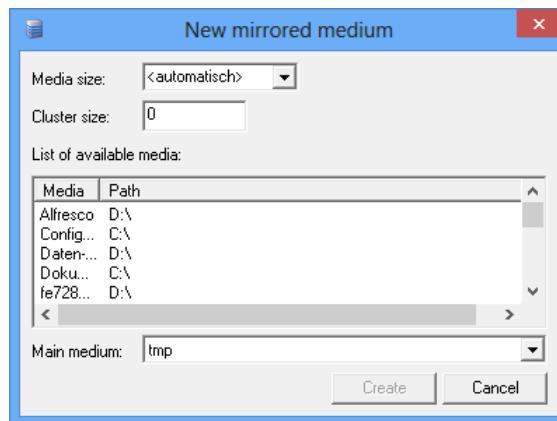 New mirrored medium
Media size: <automatisch>
Cluster size: 0
List of available media:
Media Path
Alfresco D:\
Config... C:\
Daten-... D:\
Doku... C:\
fe728... D:\
Main medium: tmp
Create Cancel